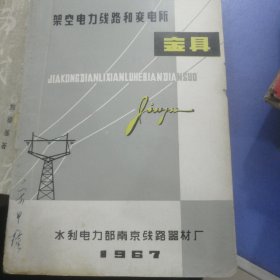 架空电力线路和变电所
金具
JIAKONGDIANLIXIANLUHEBIANDIANSUO
Jinju
水利电力部南京线路器材厂
1967